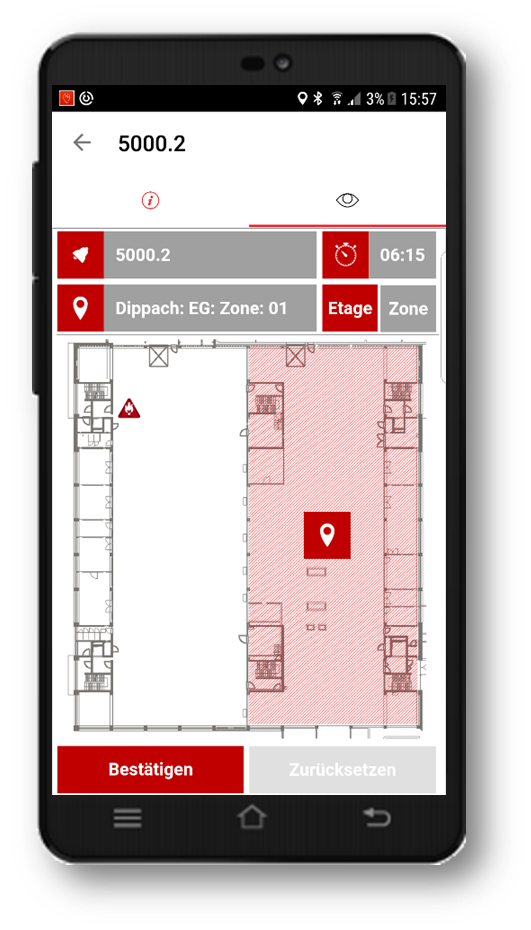 3% 15:57
5000.2
5000.2 06:15
Dippach: EG: Zone: 01 Etage Zone
Bestätigen Zurücksetzen